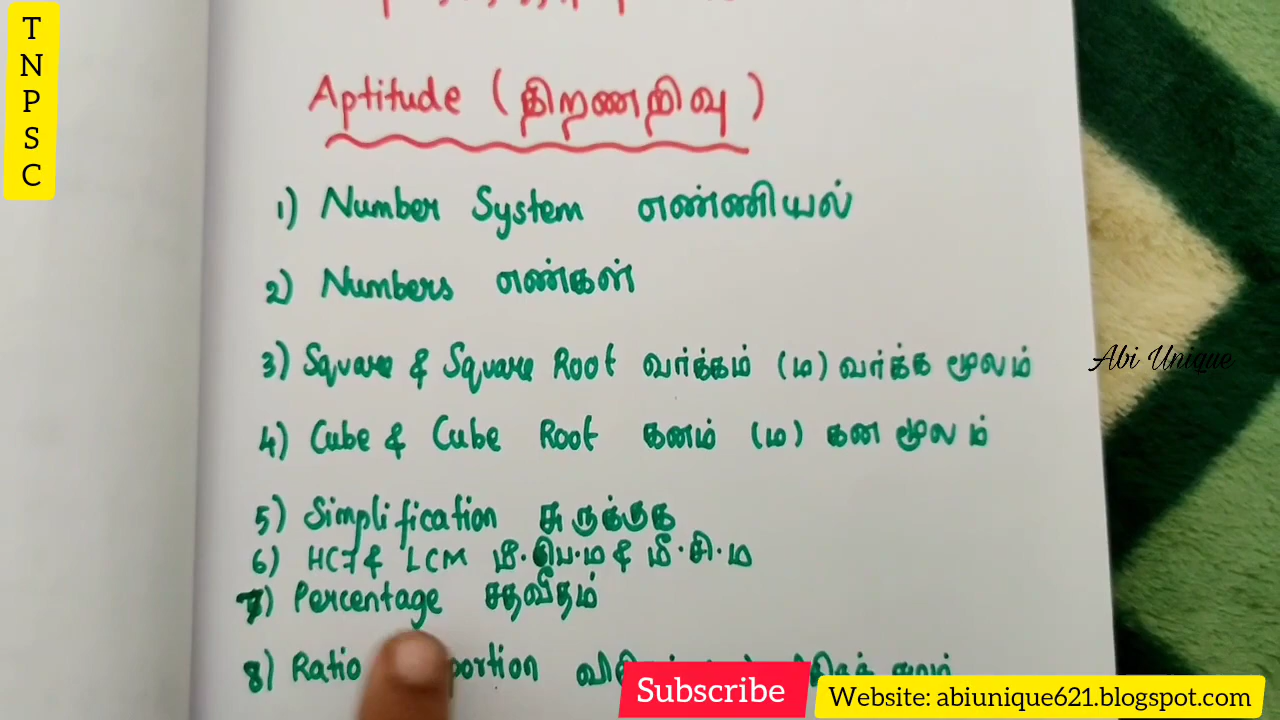 T
N
P
S
C
Aptitude (திறனறிவு)
1) Number System எண்ணியல்
2) Numbers எண்கள்
3) Square & Square Root வர்க்கம் (ம) வர்க்க மூலம்
4) Cube & Cube Root கனம் (ம) கன மூலம்
5) Simplification சுருக்குக
6) HCF & LCM மீ.பெ.ம & மீ.சி.ம
7) Percentage சதவீதம்
8) Ratio
Abi Unique
Subscribe
Website: abiunique621.blogspot.com